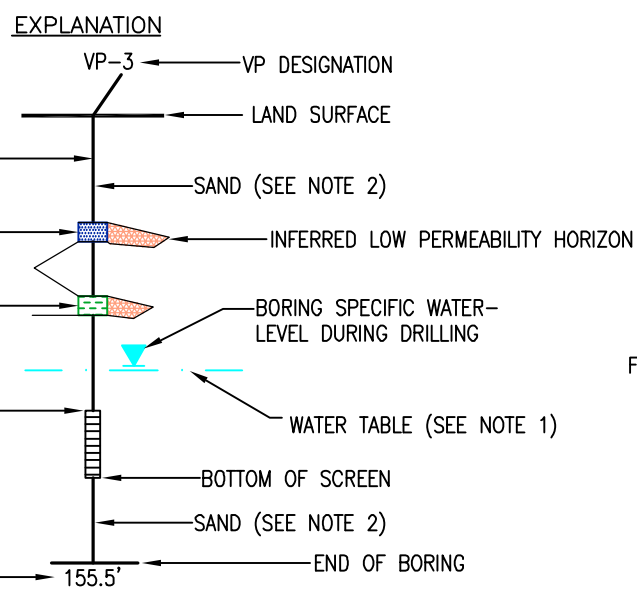 EXPLANATION
VP-3
VP DESIGNATION
LAND SURFACE
SAND (SEE NOTE 2)
INFERRED LOW PERMEABILITY HORIZON
BORING SPECIFIC WATER-
LEVEL DURING DRILLING
F
WATER TABLE (SEE NOTE 1)
BOTTOM OF SCREEN
SAND (SEE NOTE 2)
END OF BORING
155.5'